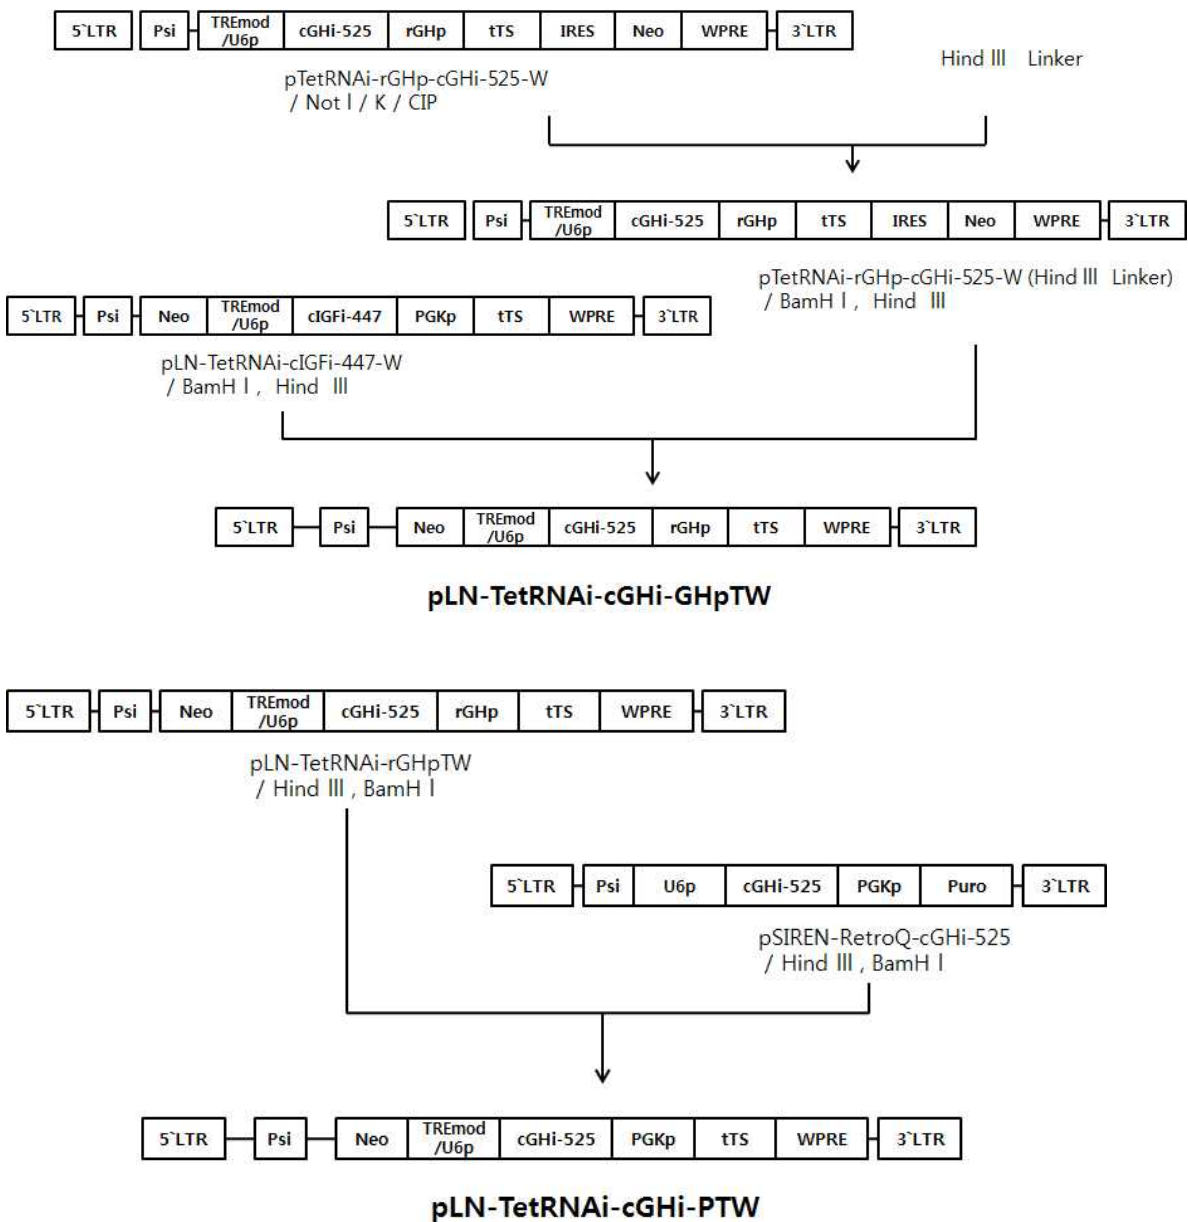 5`LTR Psi TREmod /U6p cGHi-525 rGHp tTS IRES Neo WPRE 3`LTR
Hind Ⅲ Linker
pTetRNAi-rGHp-cGHi-525-W
/ Not Ⅰ / K / CIP
5`LTR Psi TREmod /U6p cGHi-525 rGHp tTS IRES Neo WPRE 3`LTR
pTetRNAi-rGHp-cGHi-525-W (Hind Ⅲ Linker)
/ BamH Ⅰ , Hind Ⅲ
5`LTR Psi Neo TREmod /U6p cIGFi-447 PGKp tTS WPRE 3`LTR
pLN-TetRNAi-cIGFi-447-W
/ BamH Ⅰ , Hind Ⅲ
5`LTR Psi Neo TREmod /U6p cGHi-525 rGHp tTS WPRE 3`LTR
pLN-TetRNAi-cGHi-GHpTW
5`LTR Psi Neo TREmod /U6p cGHi-525 rGHp tTS WPRE 3`LTR
pLN-TetRNAi-rGHpTW
/ Hind Ⅲ , BamH Ⅰ
5`LTR Psi U6p cGHi-525 PGKp Puro 3`LTR
pSIREN-RetroQ-cGHi-525
/ Hind Ⅲ , BamH Ⅰ
5`LTR Psi Neo TREmod /U6p cGHi-525 PGKp tTS WPRE 3`LTR
pLN-TetRNAi-cGHi-PTW